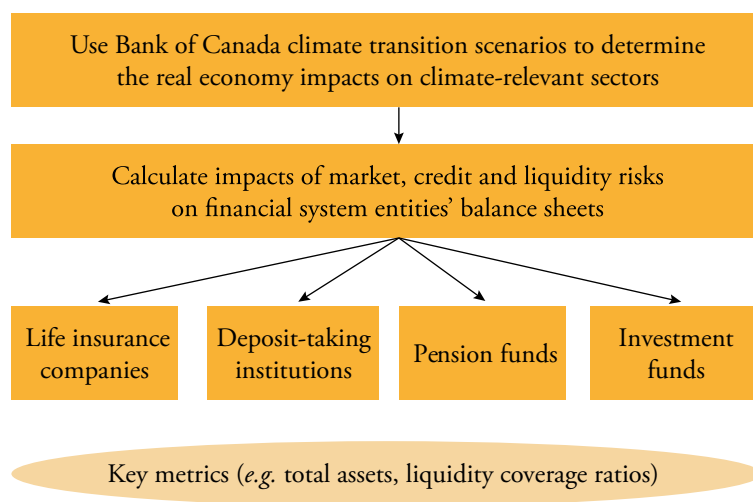 Use Bank of Canada climate transition scenarios to determine
the real economy impacts on climate-relevant sectors
Calculate impacts of market, credit and liquidity risks
on financial system entities’ balance sheets
Life insurance
companies
Deposit-taking
institutions
Pension funds
Investment
funds
Key metrics (e.g. total assets, liquidity coverage ratios)